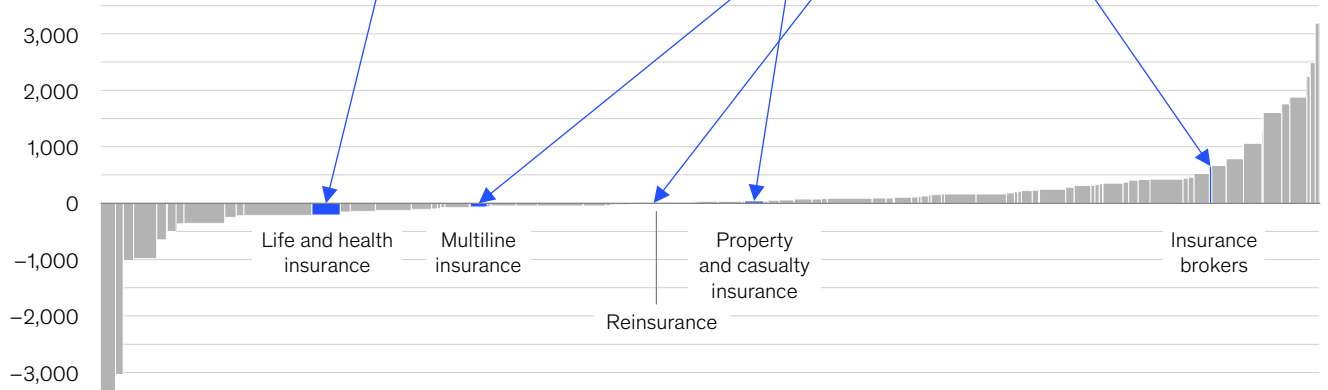 3,000
2,000
1,000
0
Life and health
insurance
Multiline
insurance
Property
and casualty
insurance
Insurance
brokers
Reinsurance
–1,000
–2,000
–3,000